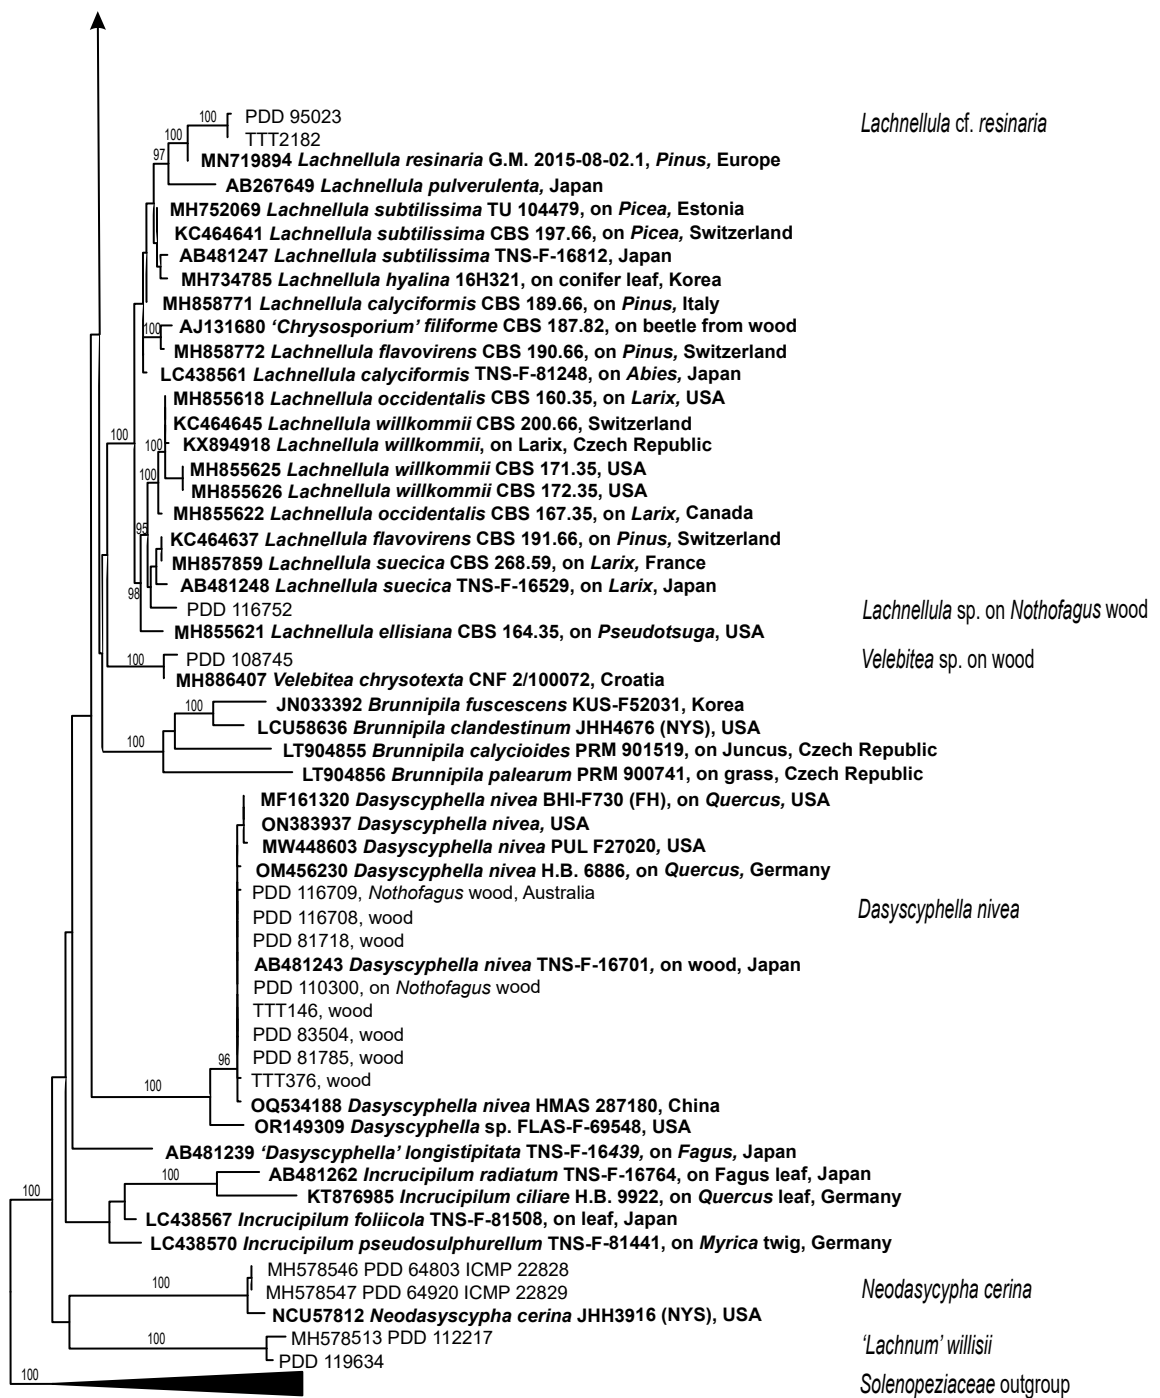 100 PDD 95023 Lachnellula cf. resinaria
100 TTT2182
97 MN719894 Lachnellula resinaria G.M. 2015-08-02.1, Pinus, Europe
AB267649 Lachnellula pulverulenta, Japan
MH752069 Lachnellula subtilissima TU 104479, on Picea, Estonia
KC464641 Lachnellula subtilissima CBS 197.66, on Picea, Switzerland
AB481247 Lachnellula subtilissima TNS-F-16812, Japan
MH734785 Lachnellula hyalina 16H321, on conifer leaf, Korea
MH858771 Lachnellula calyciformis CBS 189.66, on Pinus, Italy
100 AJ131680 'Chrysosporium' filiforme CBS 187.82, on beetle from wood
MH858772 Lachnellula flavovirens CBS 190.66, on Pinus, Switzerland
LC438561 Lachnellula calyciformis TNS-F-81248, on Abies, Japan
MH855618 Lachnellula occidentalis CBS 160.35, on Larix, USA
KC464645 Lachnellula willkommii CBS 200.66, Switzerland
100 100 KX894918 Lachnellula willkommii, on Larix, Czech Republic
MH855625 Lachnellula willkommii CBS 171.35, USA
100 MH855626 Lachnellula willkommii CBS 172.35, USA
MH855622 Lachnellula occidentalis CBS 167.35, on Larix, Canada
95 KC464637 Lachnellula flavovirens CBS 191.66, on Pinus, Switzerland
MH857859 Lachnellula suecica CBS 268.59, on Larix, France
AB481248 Lachnellula suecica TNS-F-16529, on Larix, Japan
98 PDD 116752 Lachnellula sp. on Nothofagus wood
MH855621 Lachnellula ellisiana CBS 164.35, on Pseudotsuga, USA
100 PDD 108745 Velebitea sp. on wood
MH886407 Velebitea chrysotexta CNF 2/100072, Croatia
100 JN033392 Brunnipila fuscescens KUS-F52031, Korea
LCU58636 Brunnipila clandestinum JHH4676 (NYS), USA
100 LT904855 Brunnipila calycioides PRM 901519, on Juncus, Czech Republic
LT904856 Brunnipila palearum PRM 900741, on grass, Czech Republic
MF161320 Dasyscyphella nivea BHI-F730 (FH), on Quercus, USA
ON383937 Dasyscyphella nivea, USA
MW448603 Dasyscyphella nivea PUL F27020, USA
OM456230 Dasyscyphella nivea H.B. 6886, on Quercus, Germany
PDD 116709, Nothofagus wood, Australia
Dasyscyphella nivea
PDD 116708, wood
PDD 81718, wood
AB481243 Dasyscyphella nivea TNS-F-16701, on wood, Japan
PDD 110300, on Nothofagus wood
TTT146, wood
PDD 83504, wood
96 PDD 81785, wood
100 TTT376, wood
OQ534188 Dasyscyphella nivea HMAS 287180, China
OR149309 Dasyscyphella sp. FLAS-F-69548, USA
AB481239 'Dasyscyphella' longistipitata TNS-F-16439, on Fagus, Japan
100 AB481262 Incrucipilum radiatum TNS-F-16764, on Fagus leaf, Japan
100 KT876985 Incrucipilum ciliare H.B. 9922, on Quercus leaf, Germany
LC438567 Incrucipilum foliicola TNS-F-81508, on leaf, Japan
LC438570 Incrucipilum pseudosulphurellum TNS-F-81441, on Myrica twig, Germany
MH578546 PDD 64803 ICMP 22828
100 MH578547 PDD 64920 ICMP 22829 Neodasycypha cerina
NCU57812 Neodasyscypha cerina JHH3916 (NYS), USA
100 MH578513 PDD 112217 'Lachnum' willisii
PDD 119634
100 Solenopeziaceae outgroup